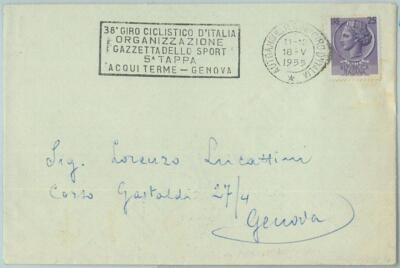 38° GIRO CICLISTICO D'ITALIA
ORGANIZZAZIONE
GAZZETTA DELLO SPORT
5ª TAPPA
ACQUI TERME - GENOVA
18-V
1955
25
Sig. Lorenzo Lucattini
Corso Gastaldi 27/4
Genova